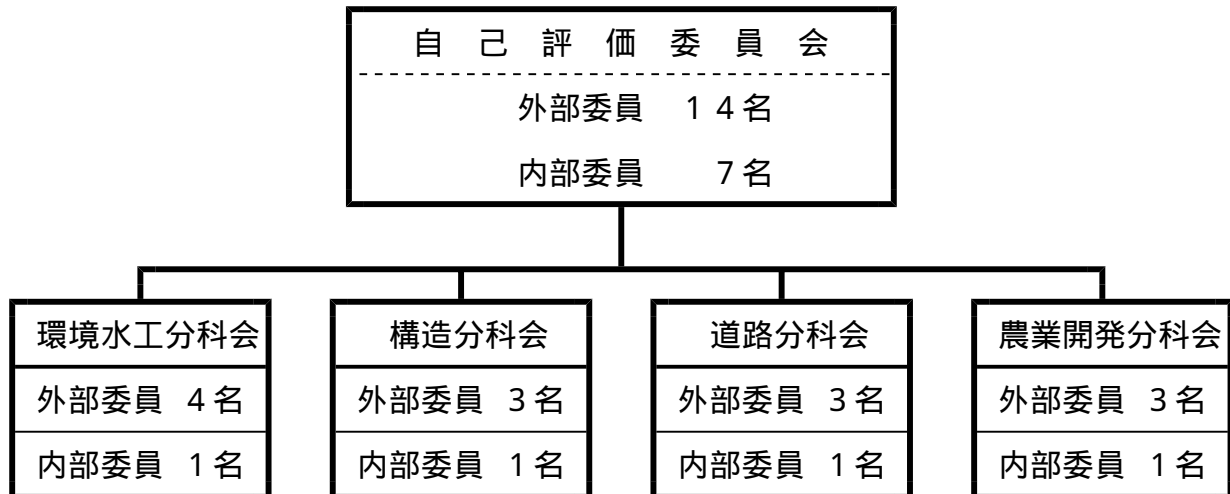 自己評価委員会
外部委員 14名
内部委員 7名
環境水工分科会
外部委員 4名
内部委員 1名
構造分科会
外部委員 3名
内部委員 1名
道路分科会
外部委員 3名
内部委員 1名
農業開発分科会
外部委員 3名
内部委員 1名